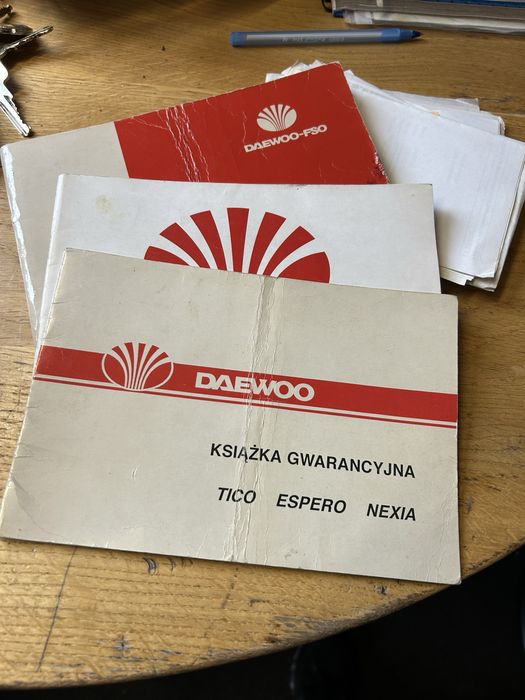 DAEWOO-FSO
DAEWOO
KSIĄŻKA GWARANCYJNA
TICO ESPERO NEXIA